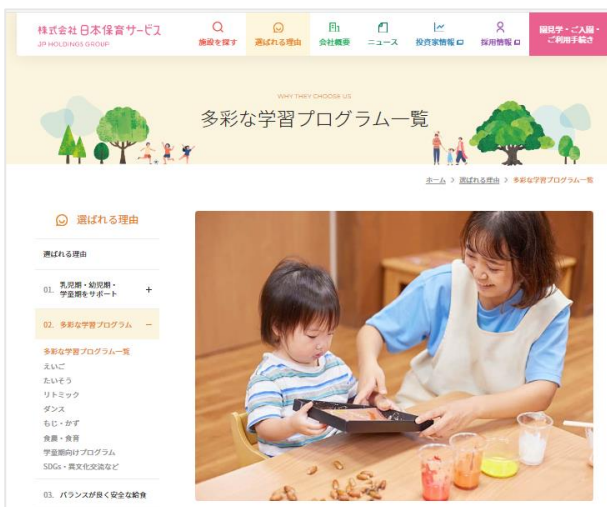 株式会社 日本保育サービス
JP HOLDINGS GROUP
施設を探す
選ばれる理由
会社概要
ニュース
投資家情報
採用情報
園見学・ご入園・
ご利用手続き
WHY THEY CHOOSE US
多彩な学習プログラム一覧
ホーム > 選ばれる理由 > 多彩な学習プログラム一覧
選ばれる理由
選ばれる理由
01. 乳児期・幼児期・
学童期をサポート +
02. 多彩な学習プログラム −
多彩な学習プログラム一覧
えいご
たいそう
リトミック
ダンス
もじ・かず
食農・食育
学童期向けプログラム
SDGs・異文化交流など
03. バランスが良く安全な給食